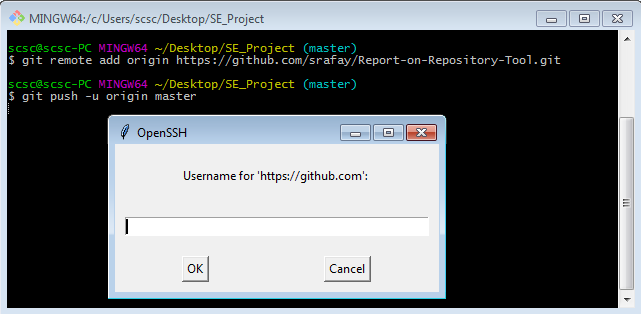 MINGW64:/c/Users/scsc/Desktop/SE_Project
scsc@scsc-PC MINGW64 ~/Desktop/SE_Project (master)
$ git remote add origin https://github.com/srafay/Report-on-Repository-Tool.git
scsc@scsc-PC MINGW64 ~/Desktop/SE_Project (master)
$ git push -u origin master
OpenSSH
Username for 'https://github.com':
OK
Cancel